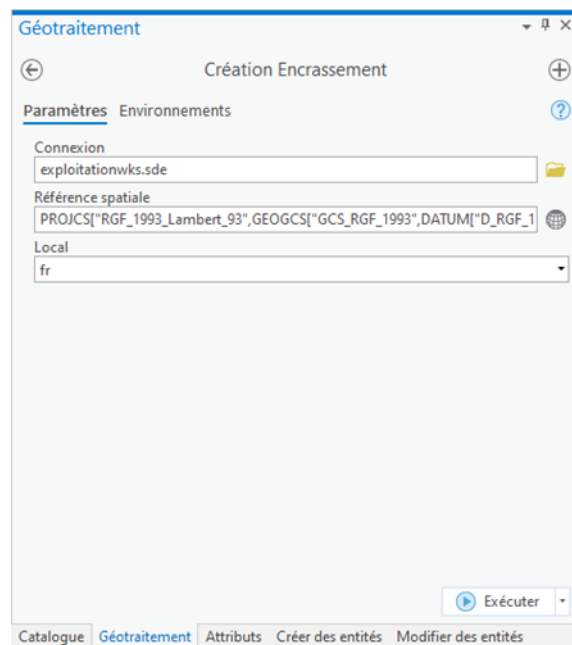 Géotraitement
Création Encrassement
Paramètres Environnements
Connexion
exploitationwks.sde
Référence spatiale
PROJCS["RGF_1993_Lambert_93",GEOGCS["GCS_RGF_1993",DATUM["D_RGF_1
Local
fr
Exécuter
Catalogue Géotraitement Attributs Créer des entités Modifier des entités